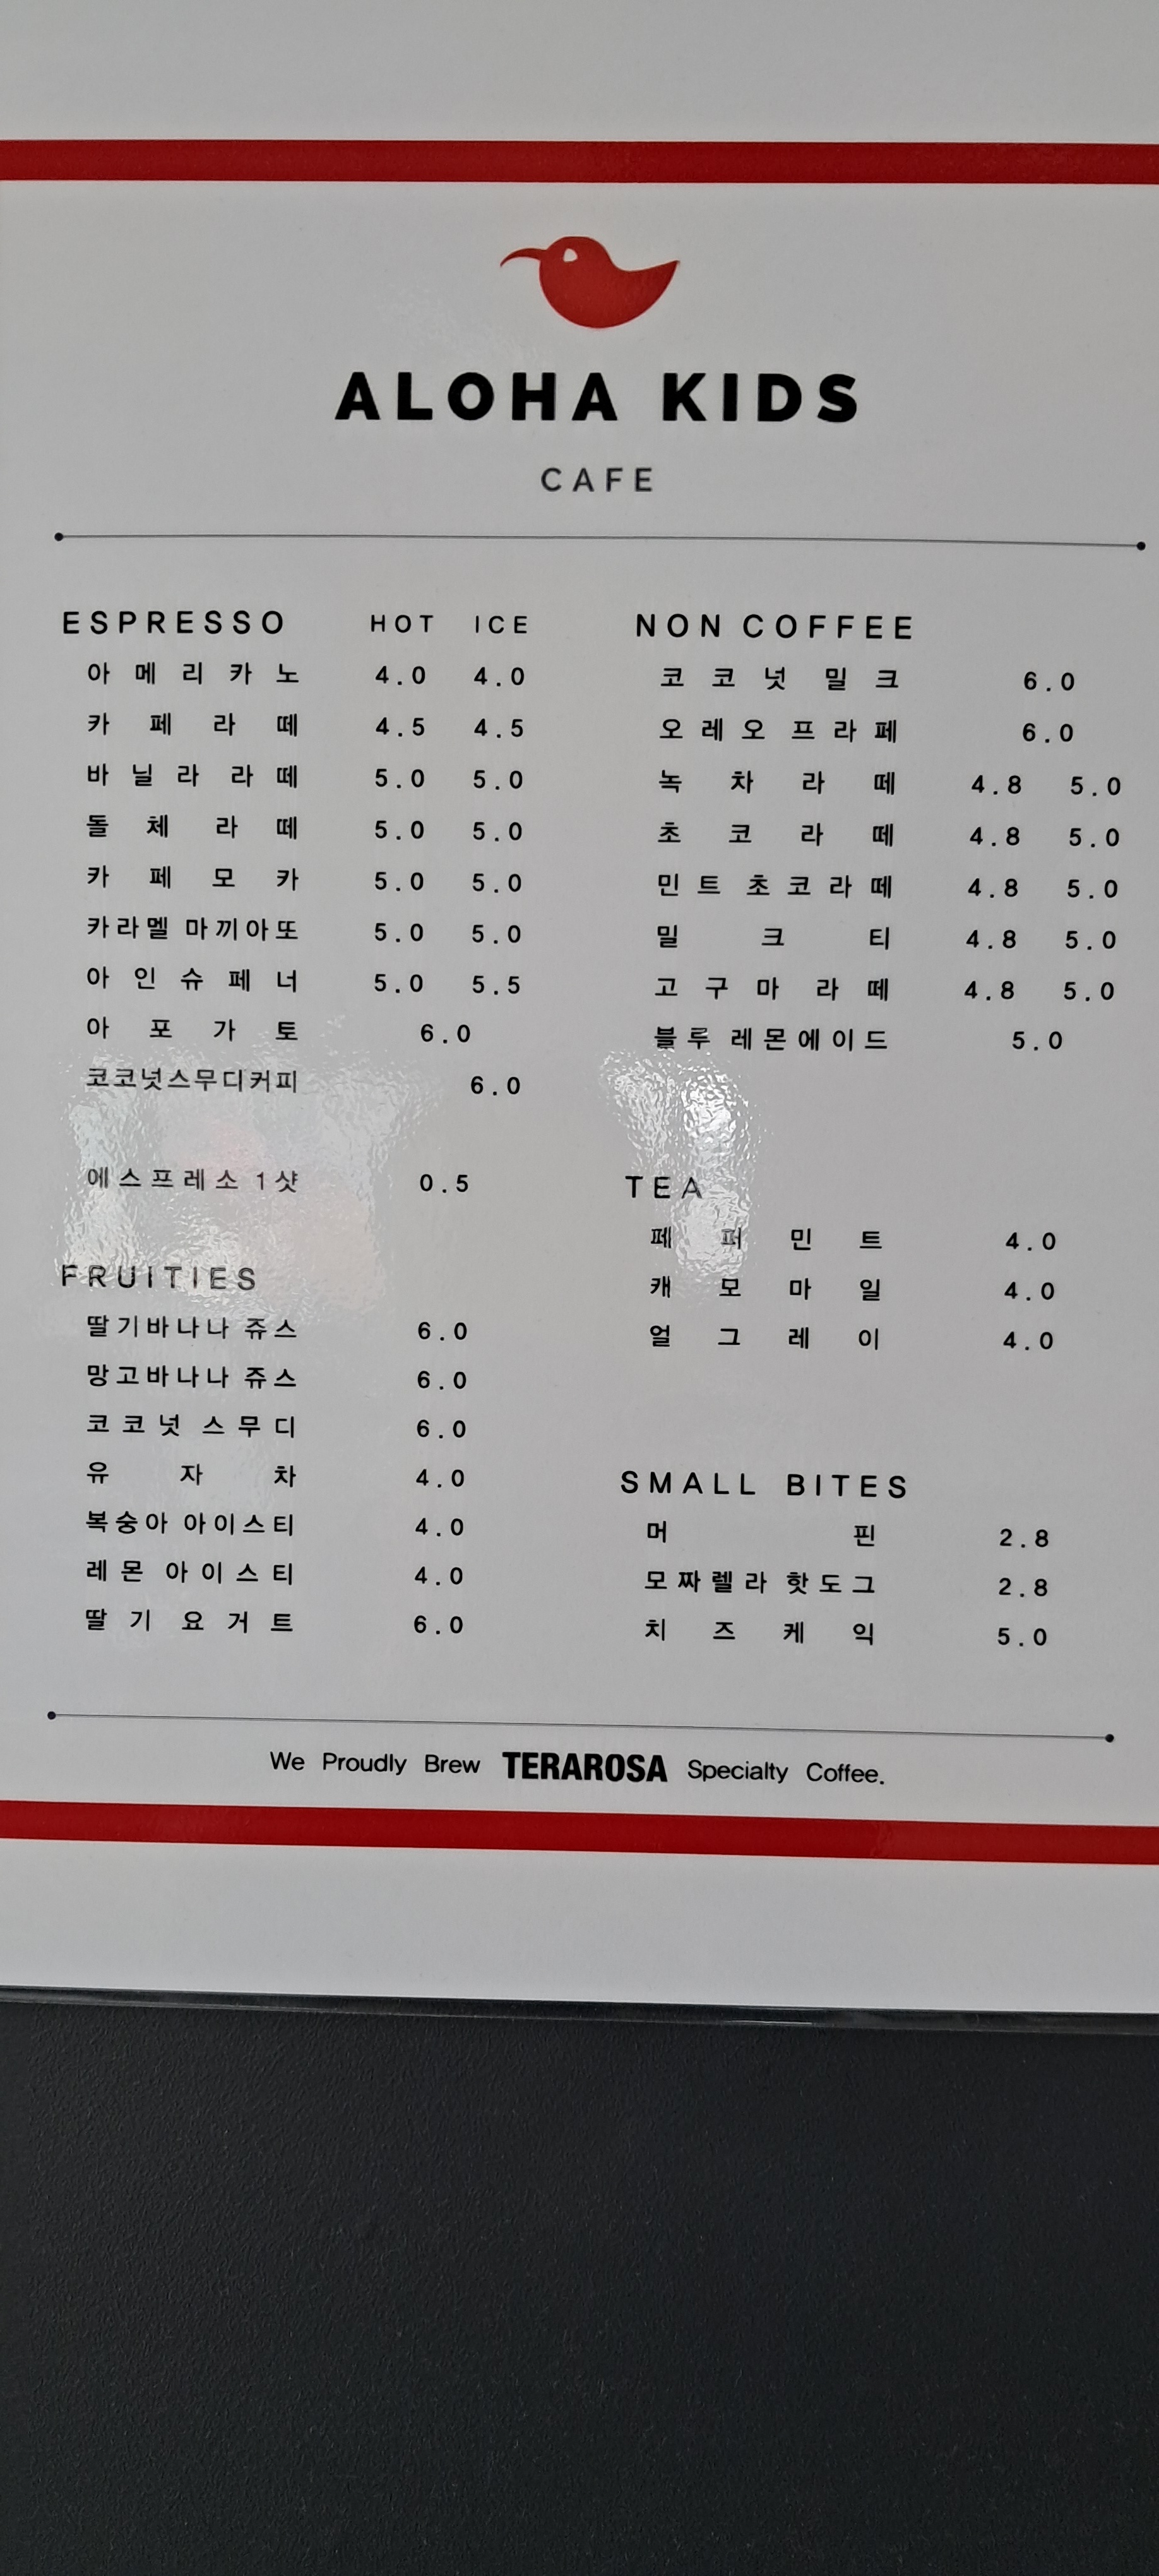 ALOHA KIDS
CAFE
ESPRESSO HOT ICE
아메리카노 4.0 4.0
카페라떼 4.5 4.5
바닐라라떼 5.0 5.0
돌체라떼 5.0 5.0
카페모카 5.0 5.0
카라멜 마끼아또 5.0 5.0
아인슈페너 5.0 5.5
아포가토 6.0
코코넛스무디커피 6.0
에스프레소 1샷 0.5
FRUITIES
딸기바나나 쥬스 6.0
망고바나나 쥬스 6.0
코코넛 스무디 6.0
유자차 4.0
복숭아 아이스티 4.0
레몬 아이스티 4.0
딸기 요거트 6.0
NON COFFEE
코코넛 밀크 6.0
오레오프라페 6.0
녹차라떼 4.8 5.0
초코라떼 4.8 5.0
민트초코라떼 4.8 5.0
밀크티 4.8 5.0
고구마라떼 4.8 5.0
블루 레몬에이드 5.0
TEA
페퍼민트 4.0
캐모마일 4.0
얼그레이 4.0
SMALL BITES
머핀 2.8
모짜렐라 핫도그 2.8
치즈케익 5.0
We Proudly Brew TERAROSA Specialty Coffee.